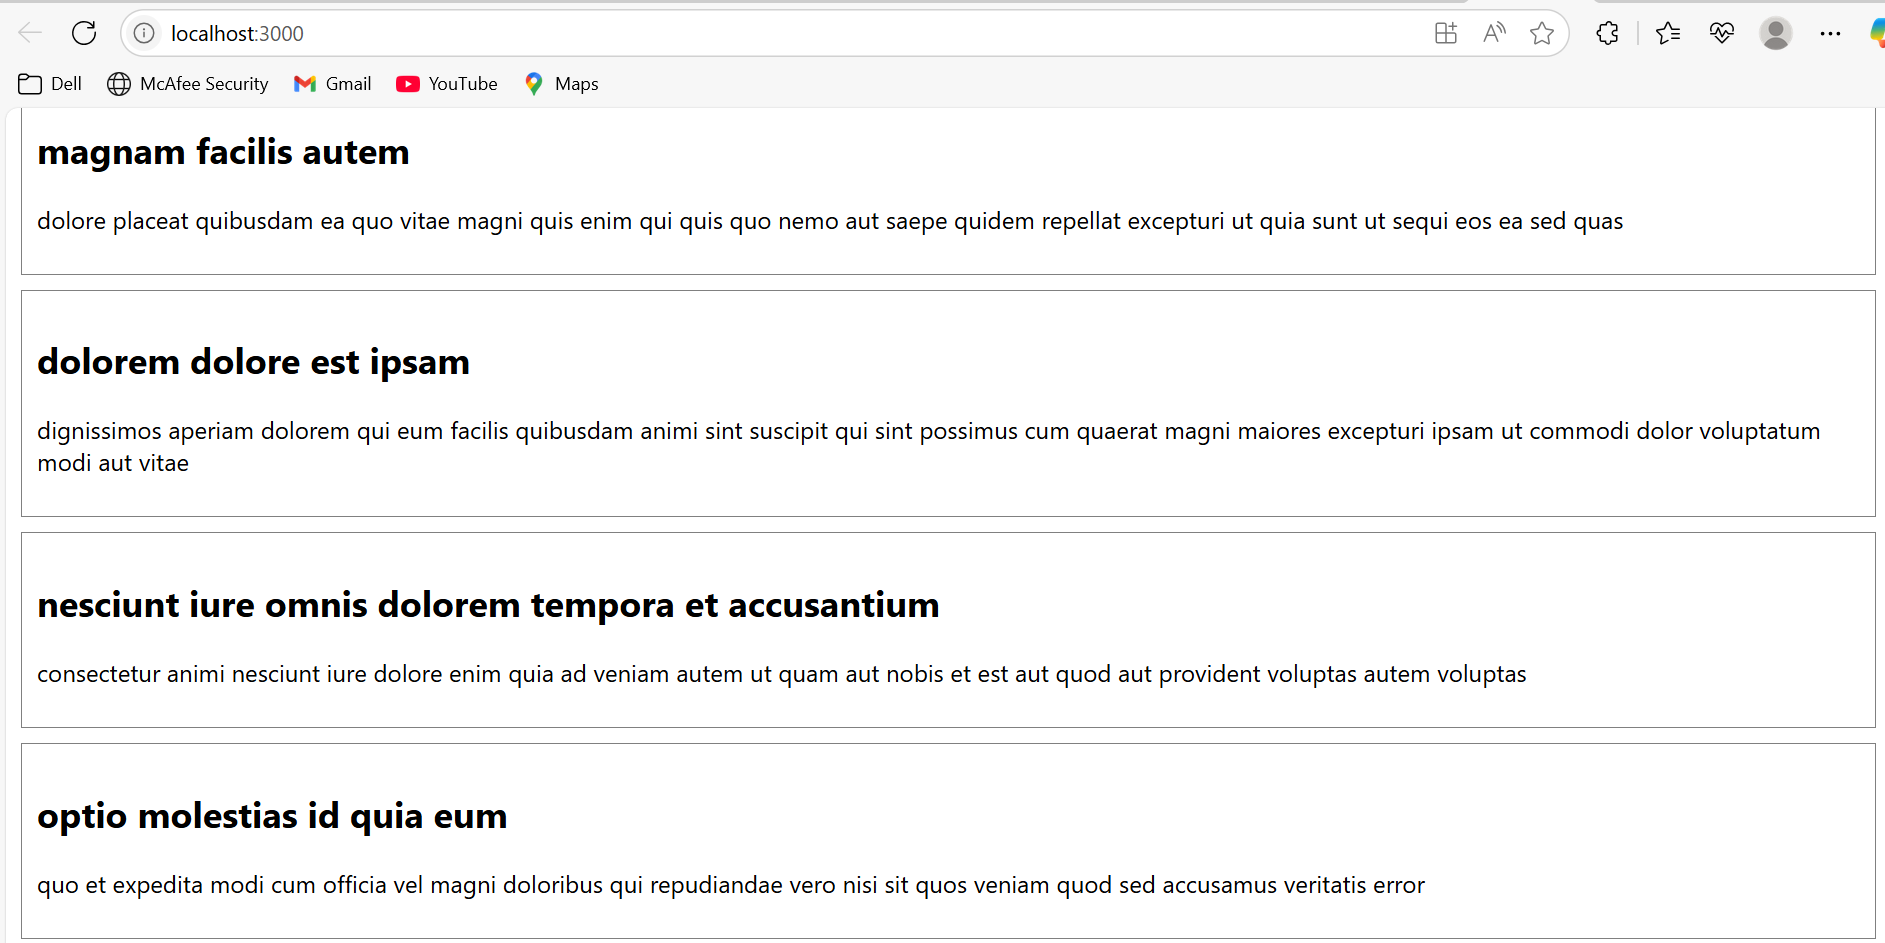 localhost:3000
Dell McAfee Security Gmail YouTube Maps
magnam facilis autem
dolore placeat quibusdam ea quo vitae magni quis enim qui quis quo nemo aut saepe quidem repellat excepturi ut quia sunt ut sequi eos ea sed quas
dolorem dolore est ipsam
dignissimos aperiam dolorem qui eum facilis quibusdam animi sint suscipit qui sint possimus cum quaerat magni maiores excepturi ipsam ut commodi dolor voluptatum
modi aut vitae
nesciunt iure omnis dolorem tempora et accusantium
consectetur animi nesciunt iure dolore enim quia ad veniam autem ut quam aut nobis et est aut quod aut provident voluptas autem voluptas
optio molestias id quia eum
quo et expedita modi cum officia vel magni doloribus qui repudiandae vero nisi sit quos veniam quod sed accusamus veritatis error